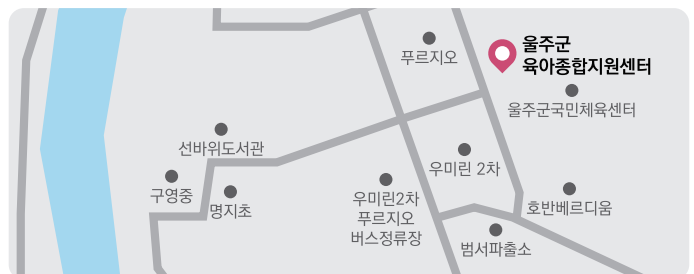 울주군
육아종합지원센터
푸르지오
울주군국민체육센터
선바위도서관
우미린 2차
구영중
명지초
우미린2차
푸르지오
버스정류장
호반베르디움
범서파출소